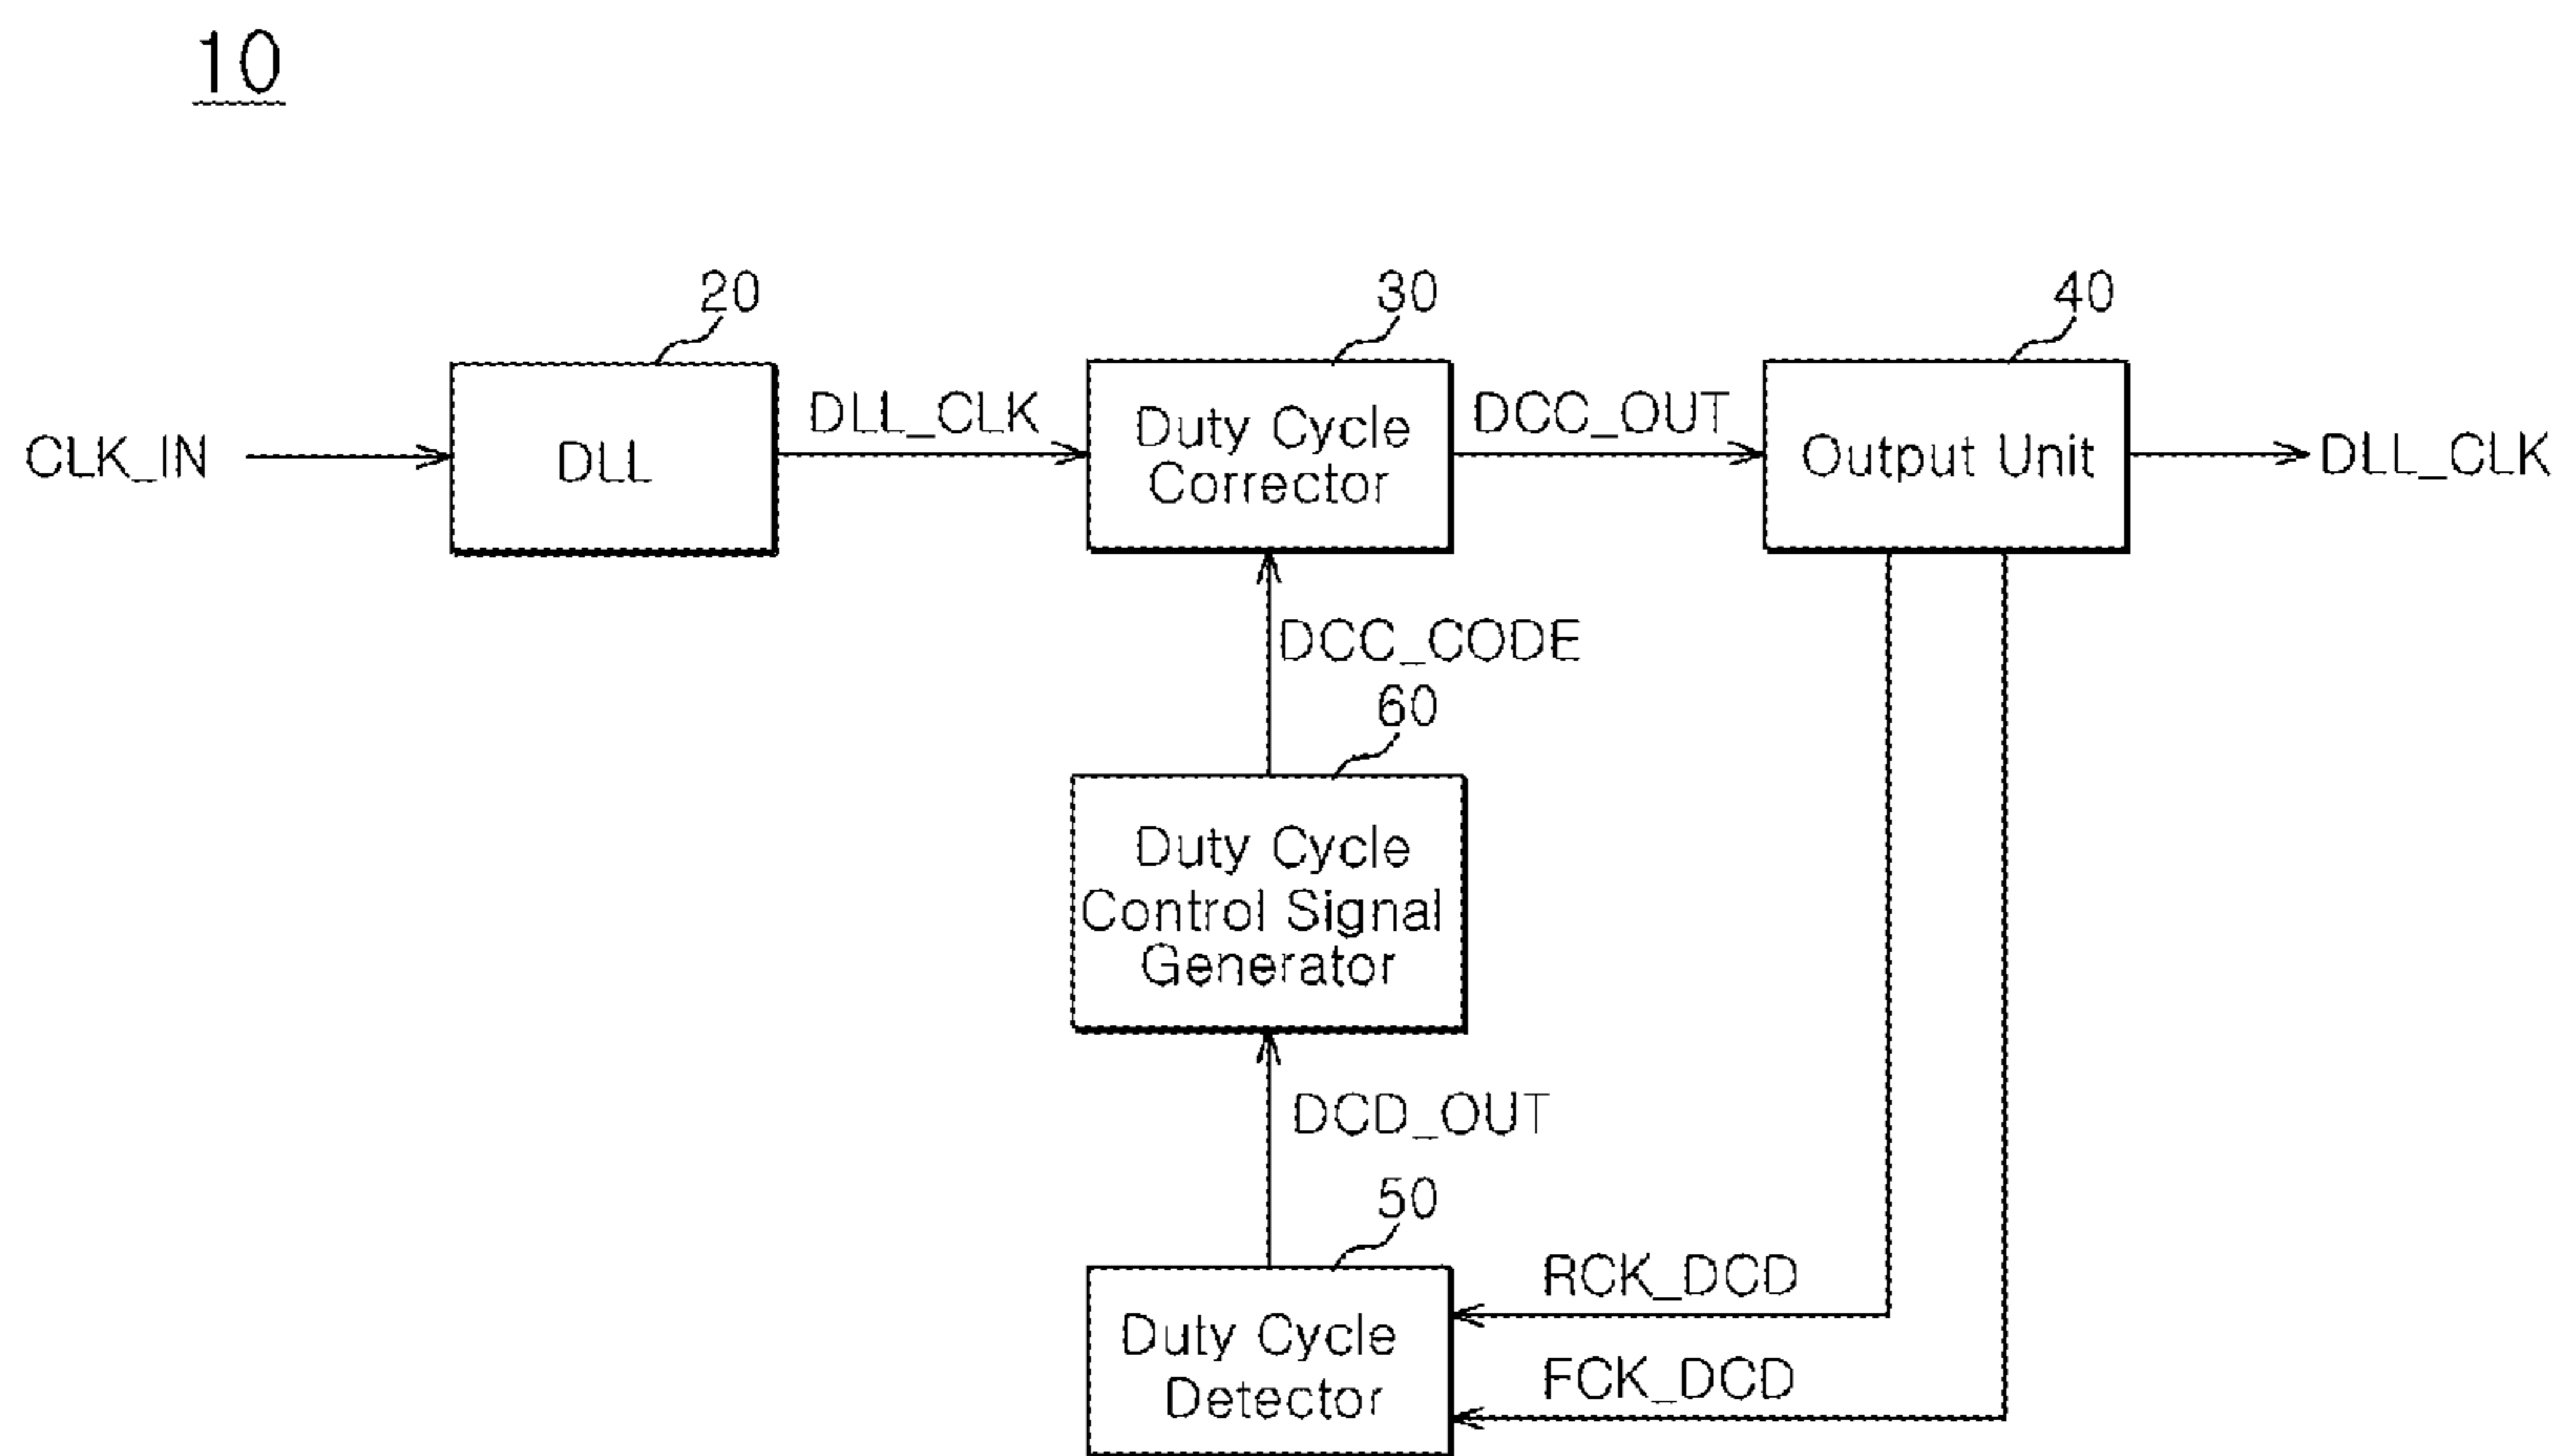 10
20
30
40
CLK_IN
DLL
DLL_CLK
Duty Cycle
Corrector
DCC_OUT
Output Unit
DLL_CLK
DCC_CODE
60
Duty Cycle
Control Signal
Generator
DCD_OUT
50
Duty Cycle
Detector
RCK_DCD
FCK_DCD